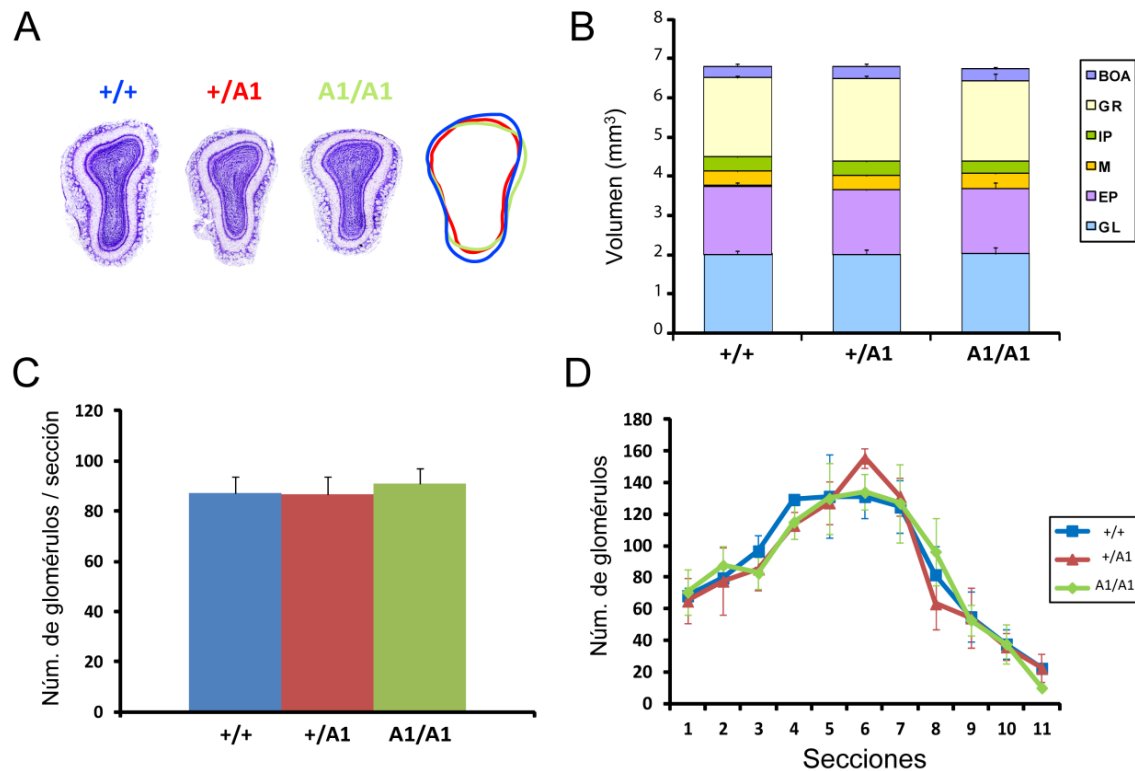 A
+/+
+/A1
A1/A1
B
Volumen (mm³)
8
7
6
5
4
3
2
1
0
+/+
+/A1
A1/A1
BOA
GR
IP
M
EP
GL
C
Núm. de glomérulos / sección
120
100
80
60
40
20
0
+/+
+/A1
A1/A1
D
Núm. de glomérulos
180
160
140
120
100
80
60
40
20
0
1 2 3 4 5 6 7 8 9 10 11
Secciones
+/+
+/A1
A1/A1